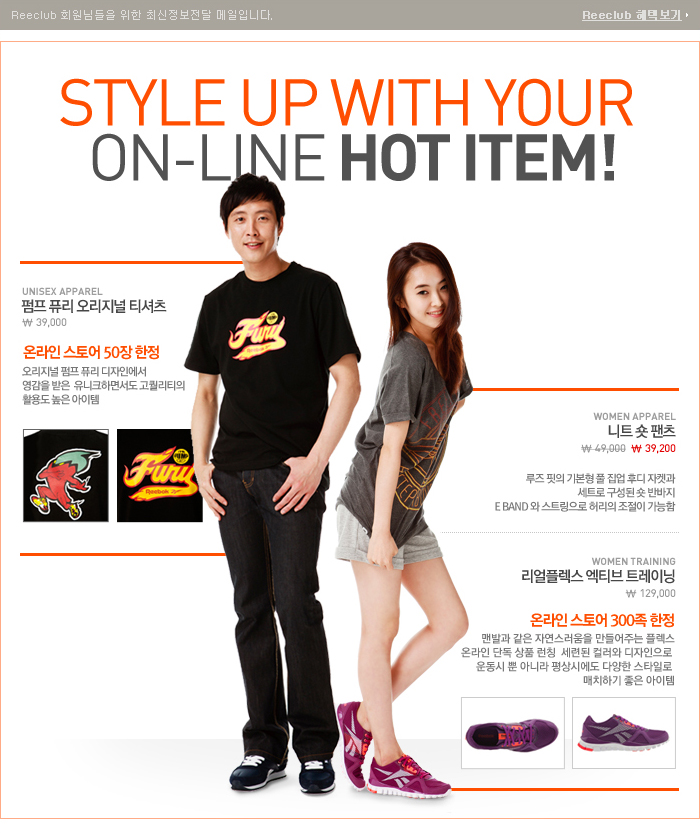 Reeclub 회원님들을 위한 최신정보전달 메일입니다.
Reeclub 혜택보기
STYLE UP WITH YOUR
ON-LINE HOT ITEM!
UNISEX APPAREL
펌프 퓨리 오리지널 티셔츠
₩ 39,000
온라인 스토어 50장 한정
오리지널 펌프 퓨리 디자인에서
영감을 받은 유니크하면서도 고퀄리티의
활용도 높은 아이템
Fury
Fury
Reebok
WOMEN APPAREL
니트 숏 팬츠
₩ 49,000 ₩ 39,200
루즈 핏의 기본형 풀 집업 후디 자켓과
세트로 구성된 숏 반바지
E BAND 와 스트링으로 허리의 조절이 가능함
WOMEN TRAINING
리얼플렉스 엑티브 트레이닝
₩ 129,000
온라인 스토어 300족 한정
맨발과 같은 자연스러움을 만들어주는 플렉스
온라인 단독 상품 런칭 세련된 컬러와 디자인으로
운동시 뿐 아니라 평상시에도 다양한 스타일로
매치하기 좋은 아이템